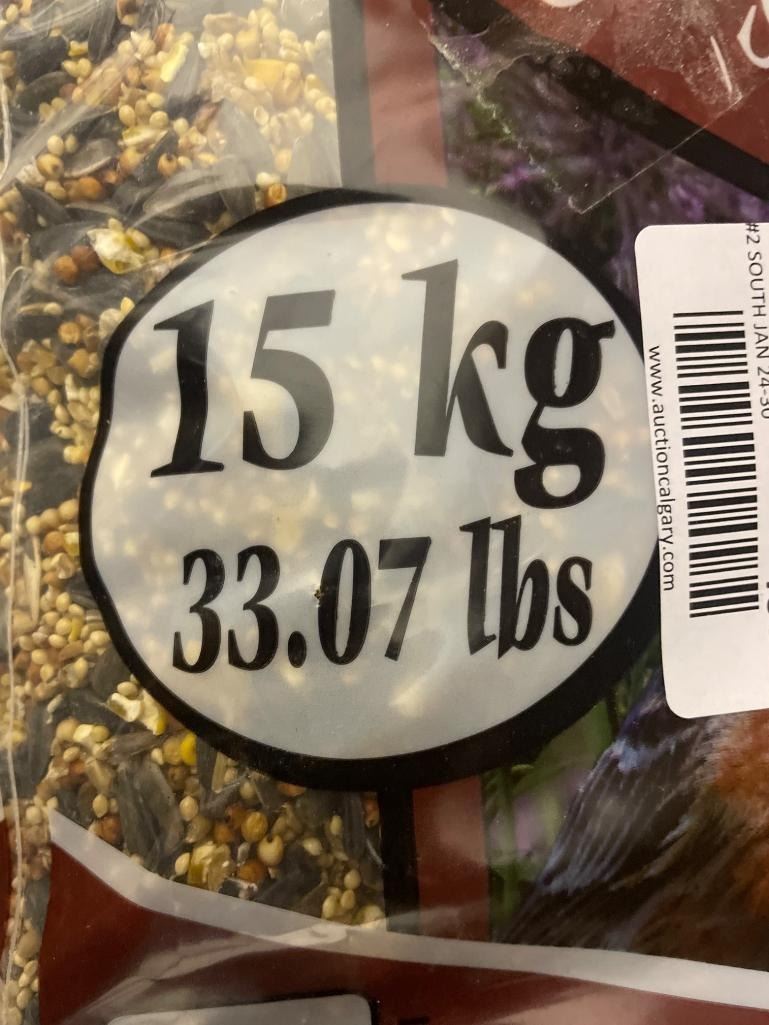 15 kg
33.07 lbs
#2 SOUTH JAN 24-30
www.auctioncalgary.com